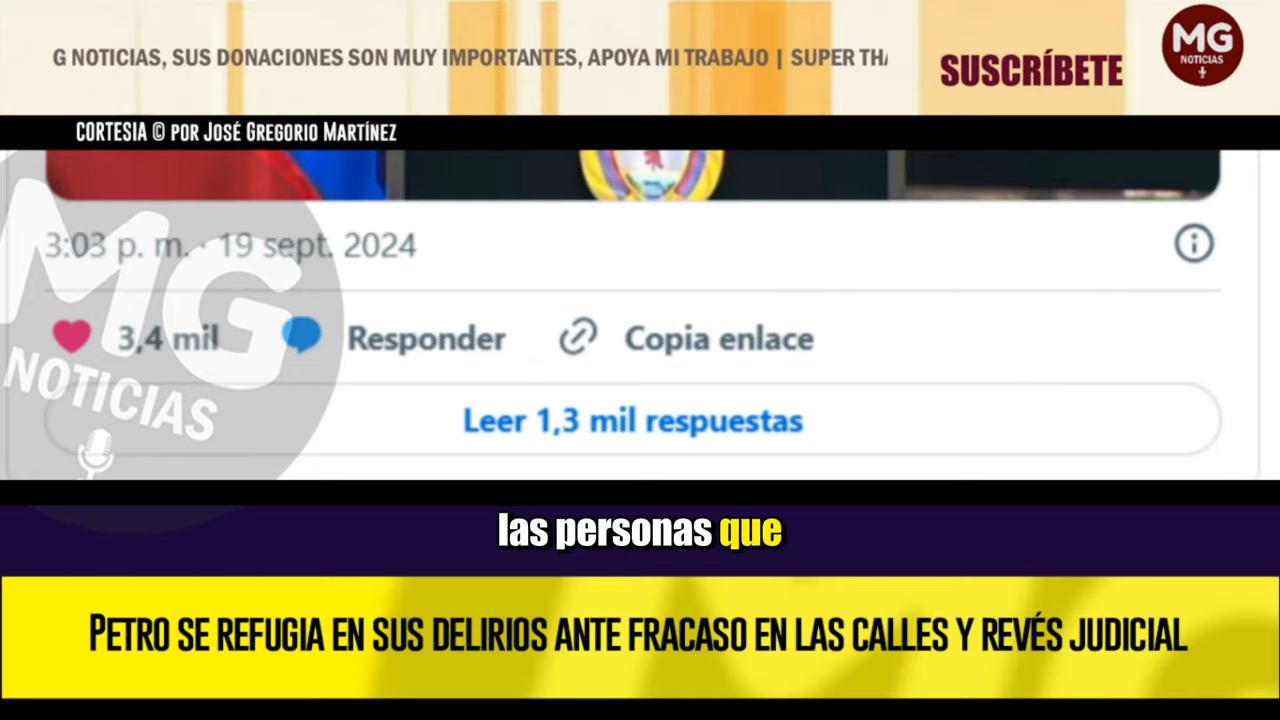 G NOTICIAS, SUS DONACIONES SON MUY IMPORTANTES, APOYA MI TRABAJO | SUPER THA
SUSCRÍBETE
MG
NOTICIAS
CORTESIA © POR JOSÉ GREGORIO MARTÍNEZ
3:03 p. m. · 19 sept. 2024
3,4 mil Responder Copia enlace
Leer 1,3 mil respuestas
MG
NOTICIAS
las personas que
PETRO SE REFUGIA EN SUS DELIRIOS ANTE FRACASO EN LAS CALLES Y REVÉS JUDICIAL